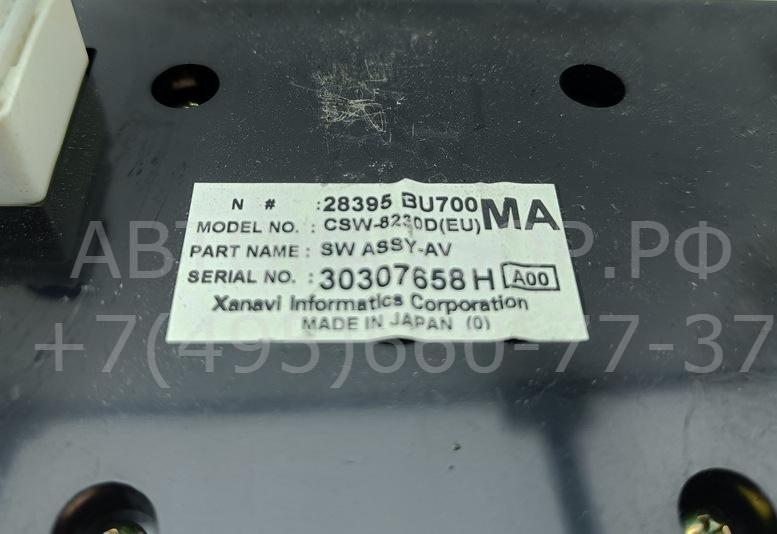 N # :28395 BU700 MA
MODEL NO. : CSW-8230D(EU)
PART NAME : SW ASSY-AV
SERIAL NO. : 30307658 H A00
Xanavi Informatics Corporation
MADE IN JAPAN (0)
+7(495)660-77-37